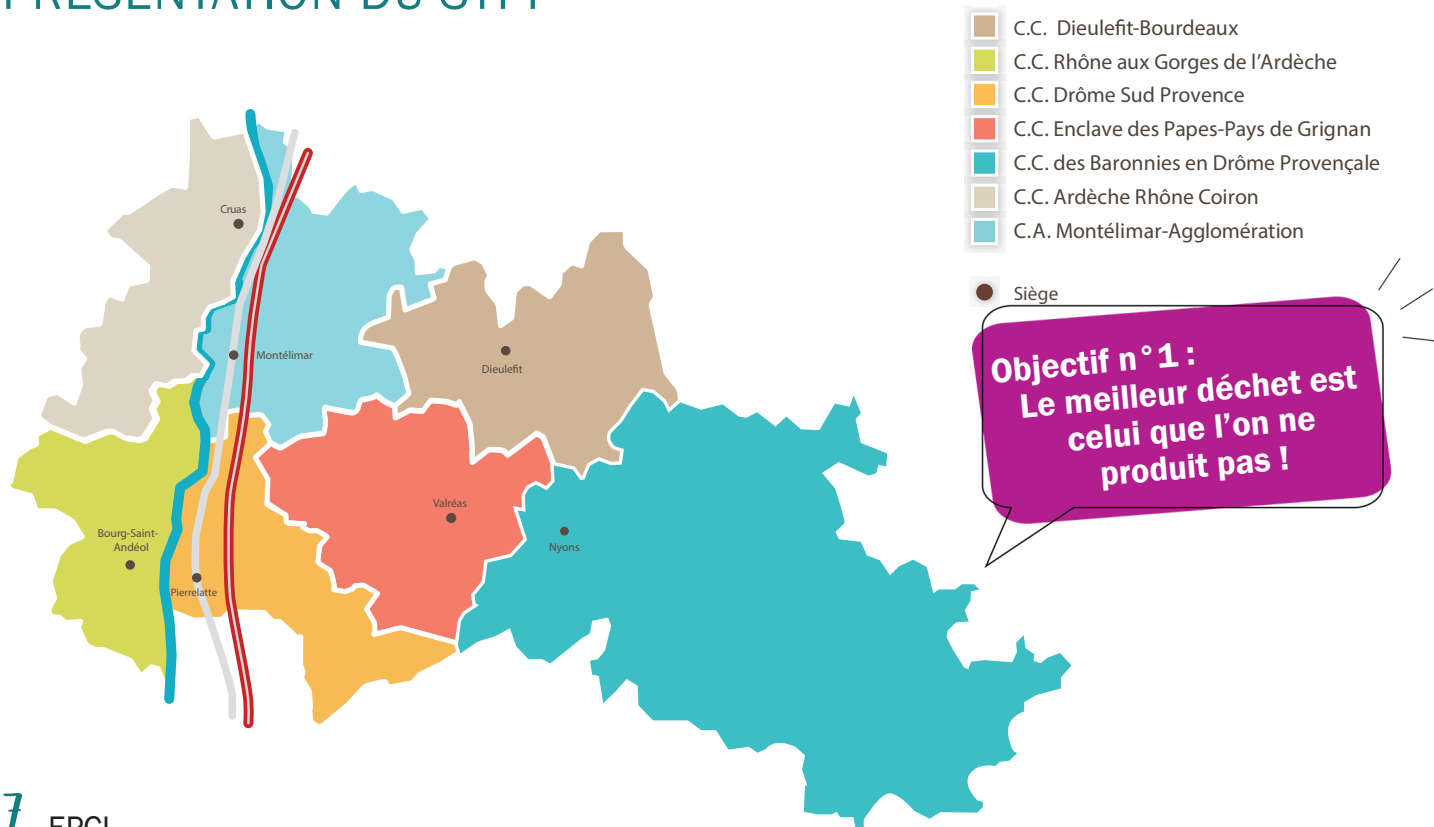 C.C. Dieulefit-Bourdeaux
C.C. Rhône aux Gorges de l'Ardèche
C.C. Drôme Sud Provence
C.C. Enclave des Papes-Pays de Grignan
C.C. des Baronnies en Drôme Provençale
C.C. Ardèche Rhône Coiron
C.A. Montélimar-Agglomération
Siège
Objectif n°1 :
Le meilleur déchet est
celui que l'on ne
produit pas !
Cruas
Montélimar
Dieulefit
Valréas
Bourg-Saint-
Andéol
Nyons
Pierrelatte
7 EPCI